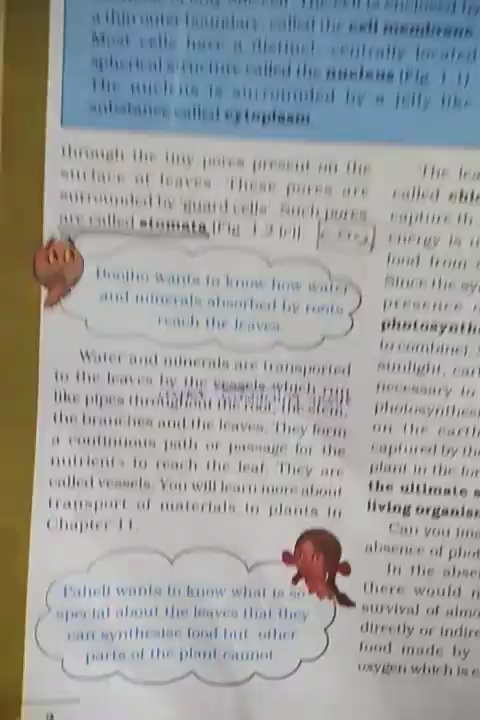 a thin outer boundary, called the cell membrane.
Most cells have a distinct, centrally located
spherical structure called the nucleus (Fig. 1.1).
The nucleus is surrounded by a jelly like
substance called cytoplasm.
through the tiny pores present on the
surface of leaves. These pores are
surrounded by 'guard cells'. Such pores
are called stomata [Fig. 1.2 (c)].
Boojho wants to know how water
and minerals absorbed by roots
reach the leaves.
Water and minerals are transported
to the leaves by the vessels which run
like pipes throughout the root, the stem,
the branches and the leaves. They form
a continuous path or passage for the
nutrients to reach the leaf. They are
called vessels. You will learn more about
transport of materials in plants in
Chapter 11.
Paheli wants to know what is so
special about the leaves that they
can synthesise food but other
parts of the plant cannot.
The
called
capture th
energy is
food from
Since the sy
presence
photosynth
to combine).
sunlight, car
necessary to
photosynthes
on the earth
captured by the
plant in the for
the ultimate s
living organis
Can you ima
absence of phot
In the abse
there would
survival of almo
directly or indire
food made by
oxygen which is